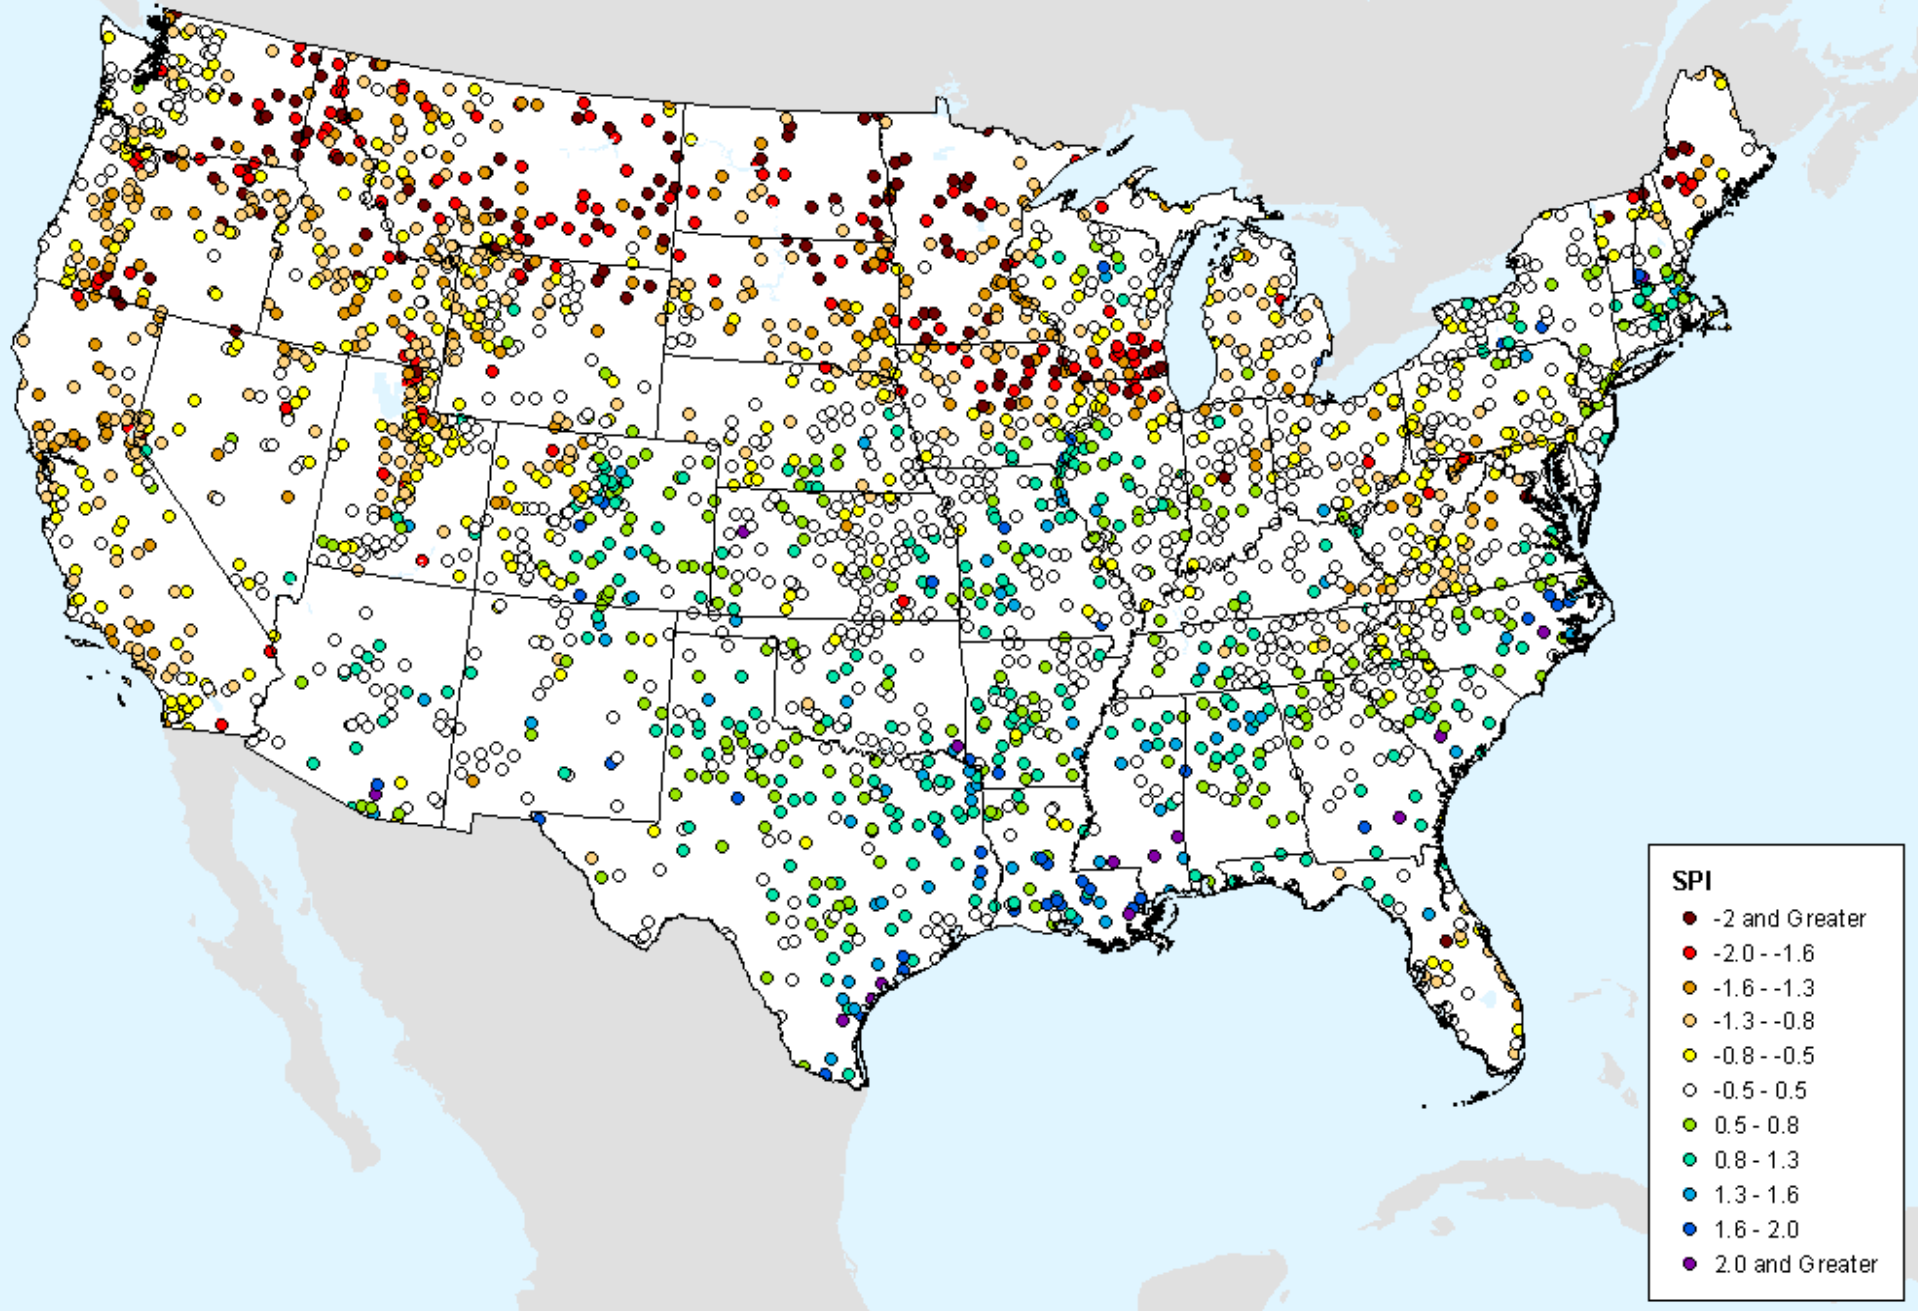 SPI
-2 and Greater
-2.0 - -1.6
-1.6 - -1.3
-1.3 - -0.8
-0.8 - -0.5
-0.5 - 0.5
0.5 - 0.8
0.8 - 1.3
1.3 - 1.6
1.6 - 2.0
2.0 and Greater